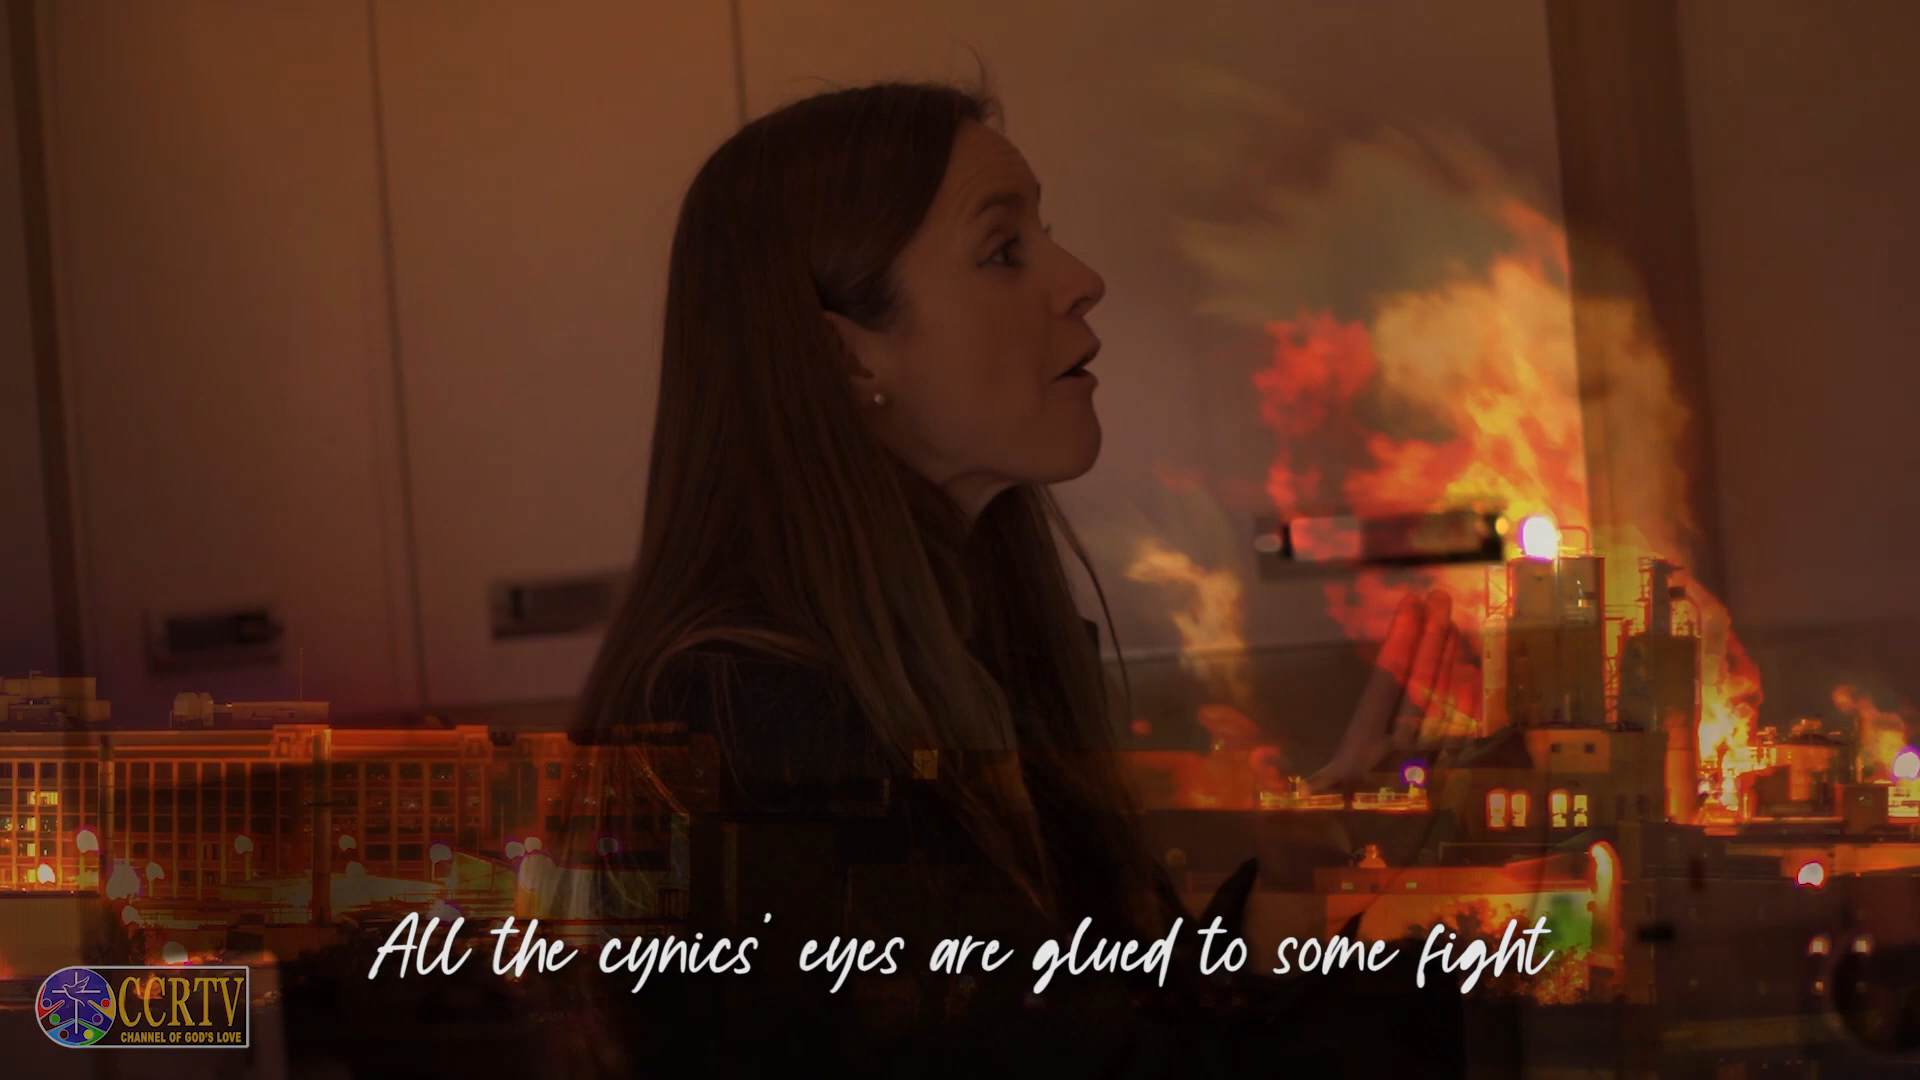 All the cynics' eyes are glued to some fight
CCRTV
CHANNEL OF GOD'S LOVE